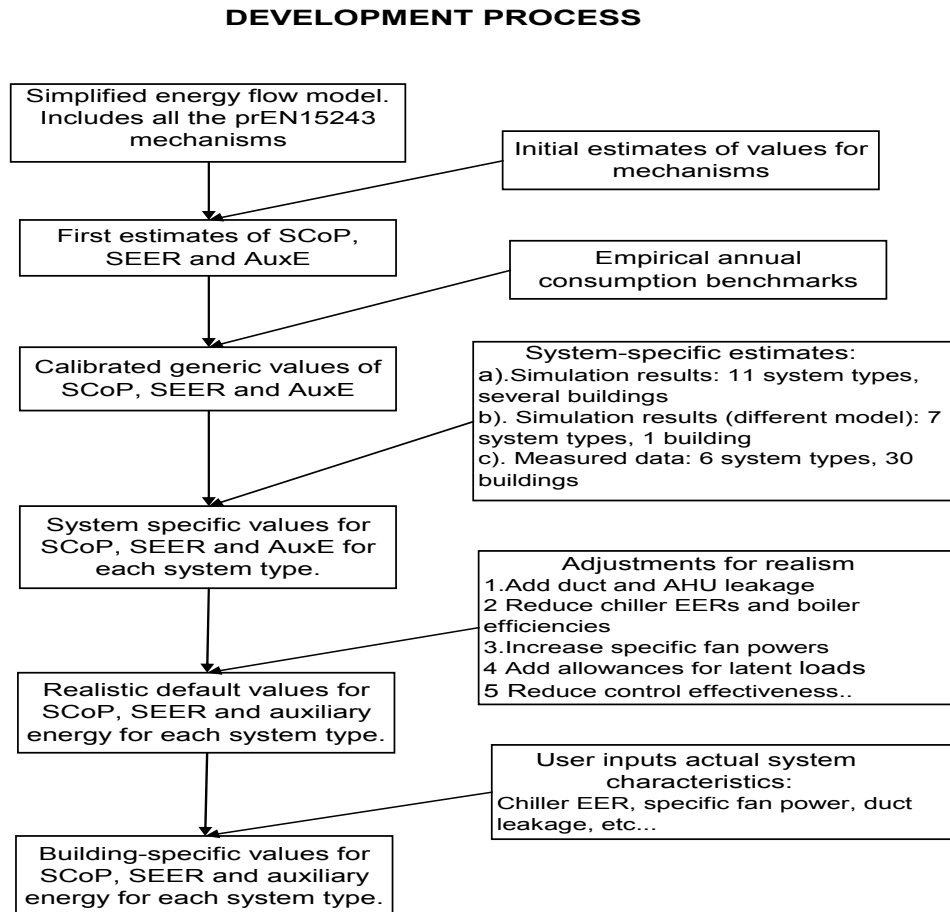 DEVELOPMENT PROCESS
Simplified energy flow model.
Includes all the prEN15243
mechanisms
Initial estimates of values for
mechanisms
First estimates of SCoP,
SEER and AuxE
Empirical annual
consumption benchmarks
Calibrated generic values of
SCoP, SEER and AuxE
System-specific estimates:
a).Simulation results: 11 system types,
several buildings
b). Simulation results (different model): 7
system types, 1 building
c). Measured data: 6 system types, 30
buildings
System specific values for
SCoP, SEER and AuxE for
each system type.
Adjustments for realism
1.Add duct and AHU leakage
2 Reduce chiller EERs and boiler
efficiencies
3.Increase specific fan powers
4 Add allowances for latent loads
5 Reduce control effectiveness..
Realistic default values for
SCoP, SEER and auxiliary
energy for each system type.
User inputs actual system
characteristics:
Chiller EER, specific fan power, duct
leakage, etc...
Building-specific values for
SCoP, SEER and auxiliary
energy for each system type.